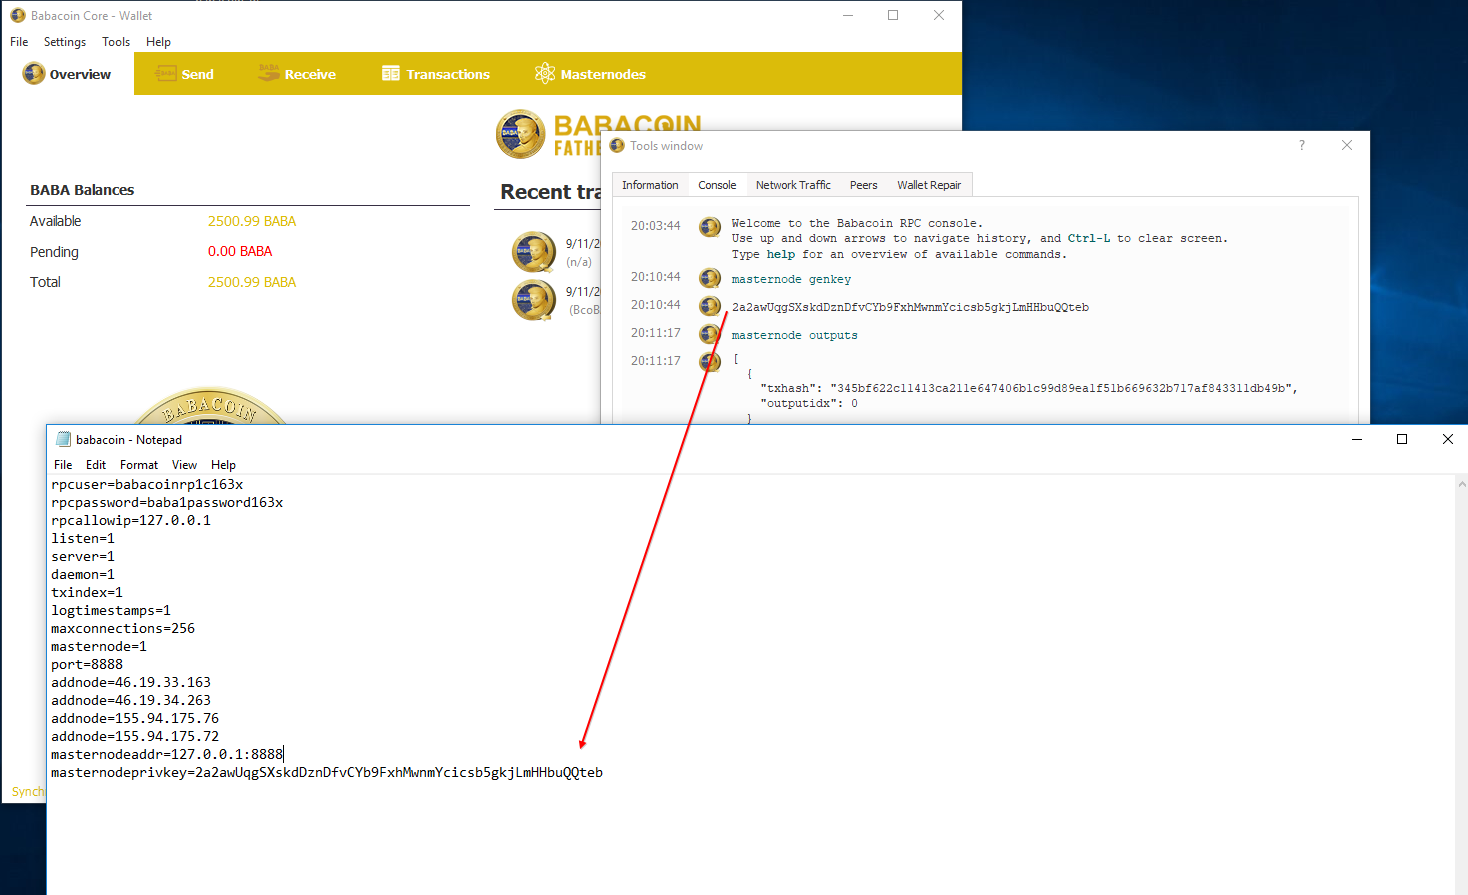 Babacoin Core - Wallet
File Settings Tools Help
Overview Send Receive Transactions Masternodes
BABACOIN
BABA Balances
Available 2500.99 BABA
Pending 0.00 BABA
Total 2500.99 BABA
Recent tra
9/11/2
(n/a)
9/11/2
(BcoB
BABACOIN
Synch
Tools window
Information Console Network Traffic Peers Wallet Repair
20:03:44 Welcome to the Babacoin RPC console.
Use up and down arrows to navigate history, and Ctrl-L to clear screen.
Type help for an overview of available commands.
20:10:44 masternode genkey
20:10:44 2a2awUqgSXskdDznDfvCYb9FxhMwnmYcicsb5gkjLmHHbuQQteb
20:11:17 masternode outputs
20:11:17 [
{
"txhash": "345bf622c11413ca211e647406b1c99d89ea1f51b669632b717af843311db49b",
"outputidx": 0
}
babacoin - Notepad
File Edit Format View Help
rpcuser=babacoinrp1c163x
rpcpassword=baba1password163x
rpcallowip=127.0.0.1
listen=1
server=1
daemon=1
txindex=1
logtimestamps=1
maxconnections=256
masternode=1
port=8888
addnode=46.19.33.163
addnode=46.19.34.263
addnode=155.94.175.76
addnode=155.94.175.72
masternodeaddr=127.0.0.1:8888
masternodeprivkey=2a2awUqgSXskdDznDfvCYb9FxhMwnmYcicsb5gkjLmHHbuQQteb